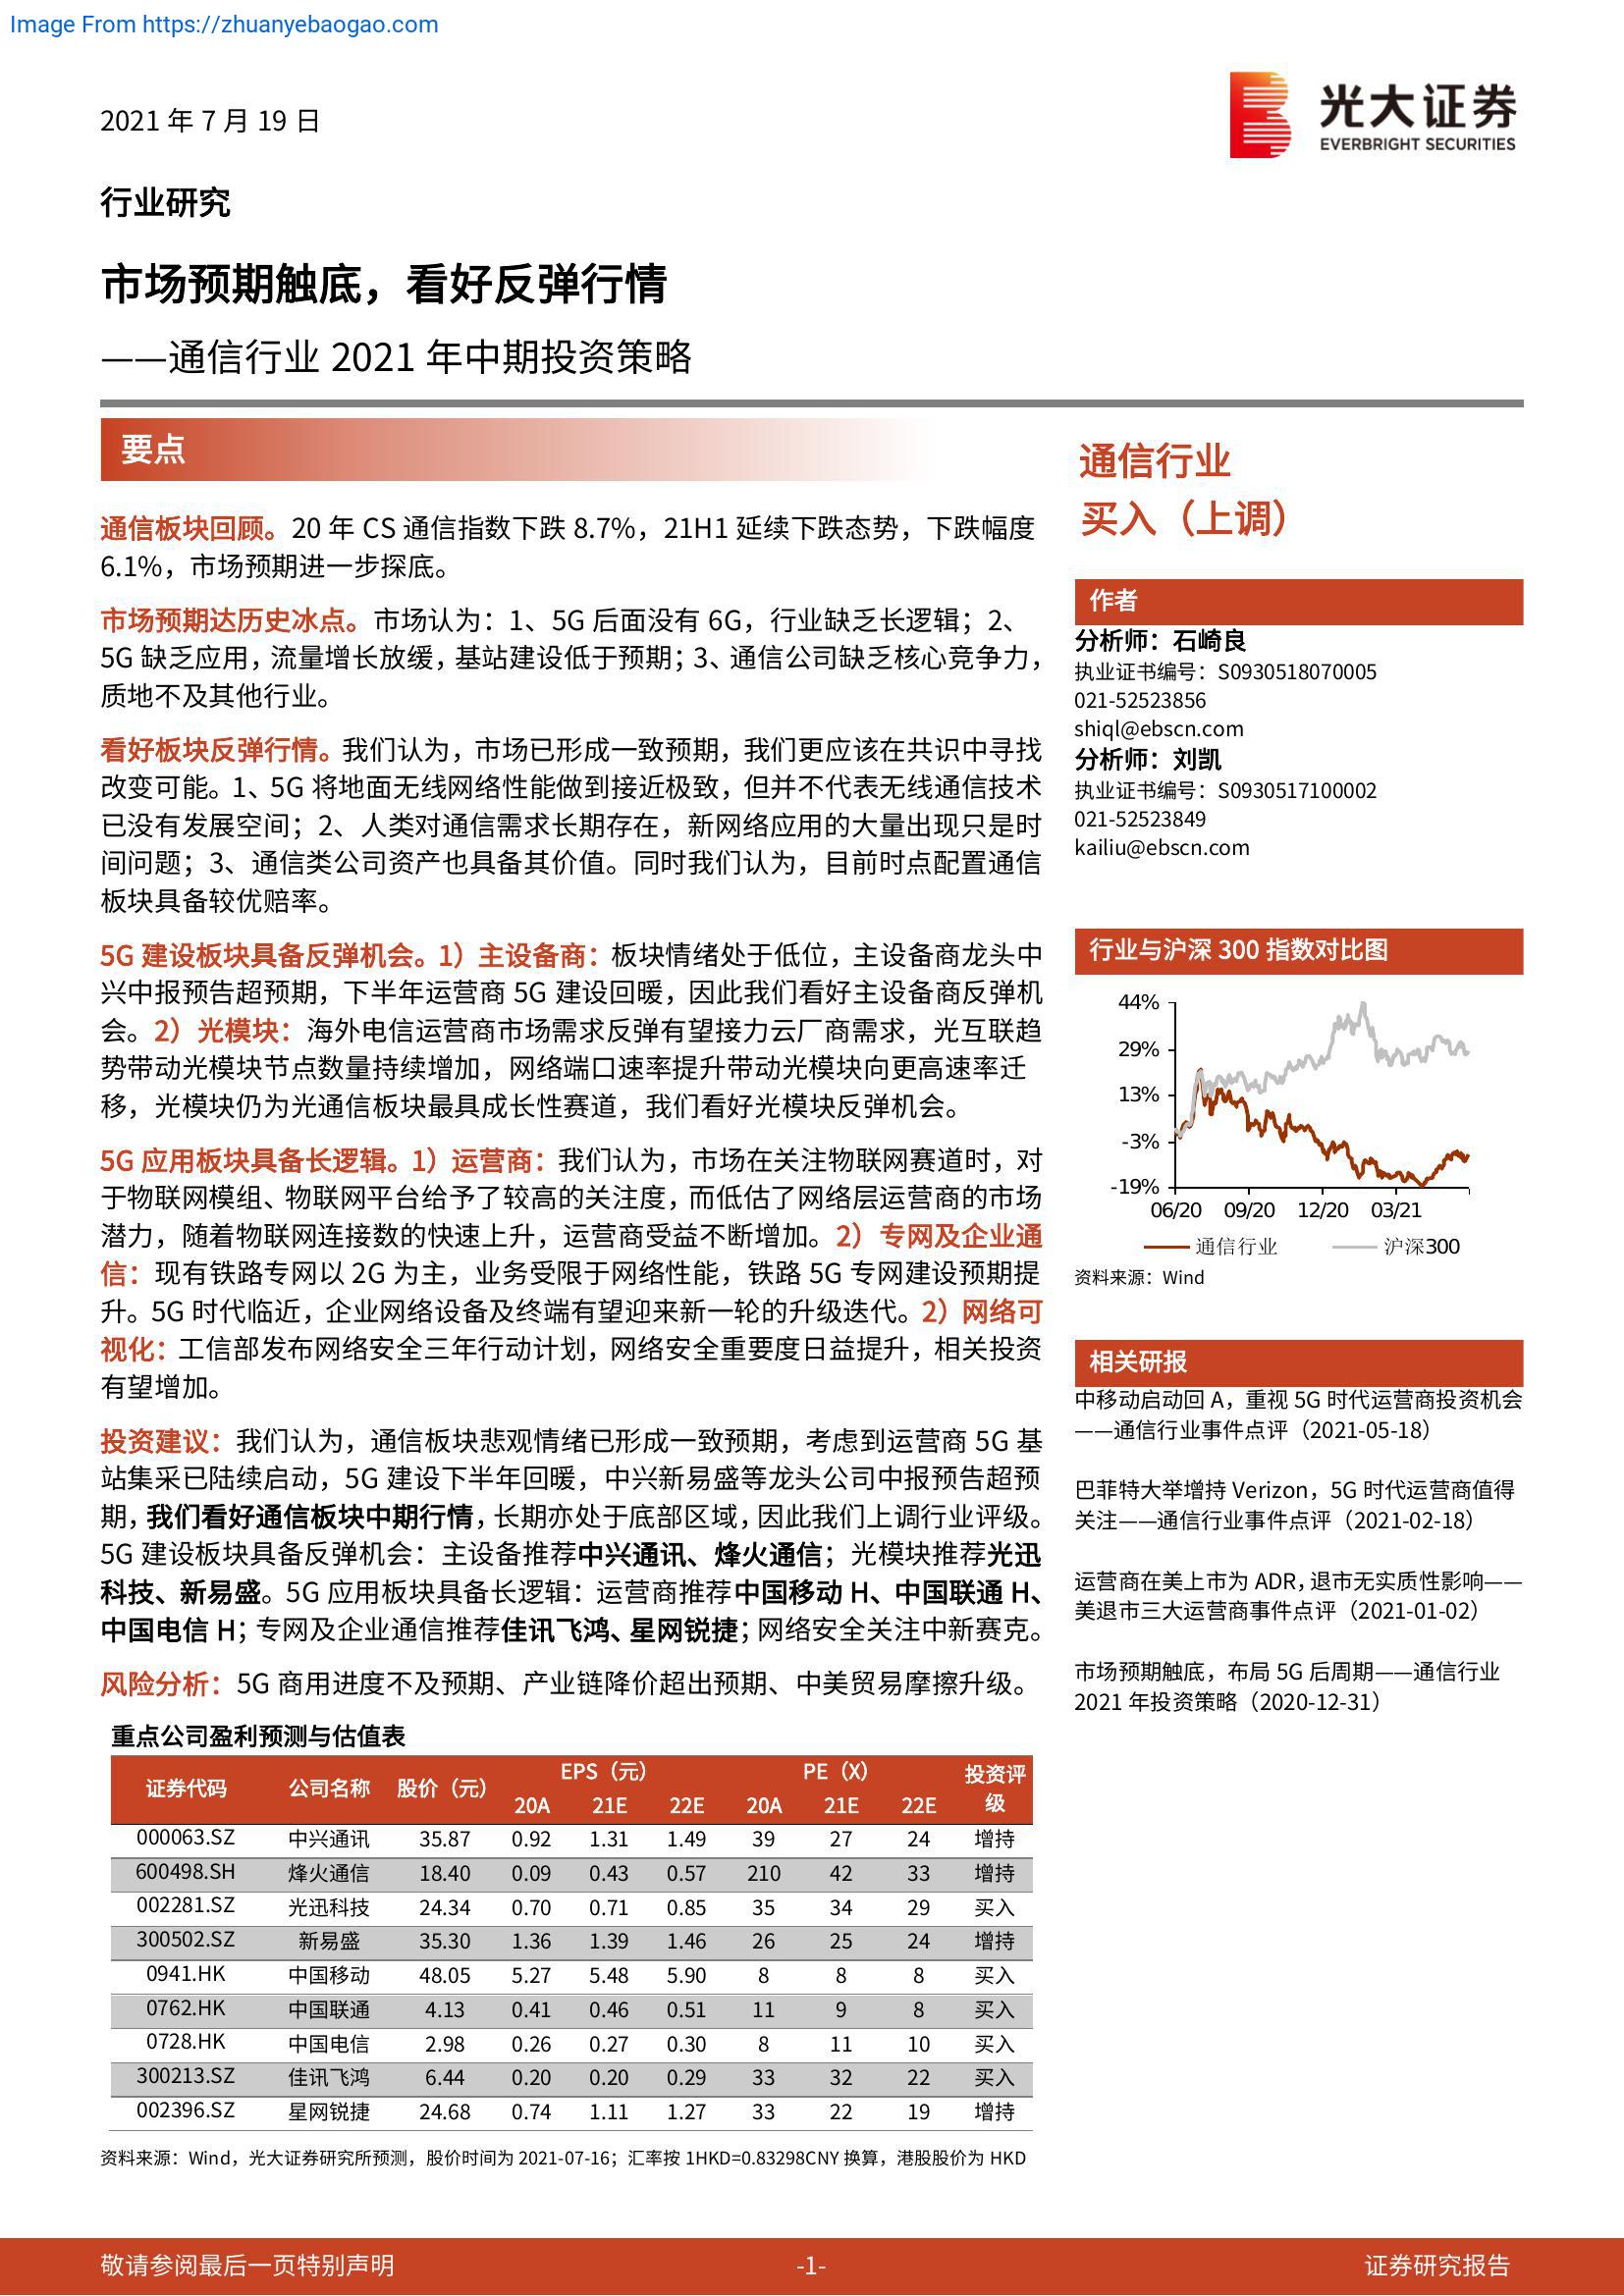 Image From https://zhuanyebaogao.com
2021 年 7 月 19 日
光大证券
EVERBRIGHT SECURITIES
行业研究
市场预期触底，看好反弹行情
——通信行业 2021 年中期投资策略
要点
通信板块回顾。20 年 CS 通信指数下跌 8.7%，21H1 延续下跌态势，下跌幅度
6.1%，市场预期进一步探底。
市场预期达历史冰点。市场认为：1、5G 后面没有 6G，行业缺乏长逻辑；2、
5G 缺乏应用，流量增长放缓，基站建设低于预期；3、通信公司缺乏核心竞争力，
质地不及其他行业。
看好板块反弹行情。我们认为，市场已形成一致预期，我们更应该在共识中寻找
改变可能。1、5G 将地面无线网络性能做到接近极致，但并不代表无线通信技术
已没有发展空间；2、人类对通信需求长期存在，新网络应用的大量出现只是时
间问题；3、通信类公司资产也具备其价值。同时我们认为，目前时点配置通信
板块具备较优赔率。
5G 建设板块具备反弹机会。1）主设备商：板块情绪处于低位，主设备商龙头中
兴中报预告超预期，下半年运营商 5G 建设回暖，因此我们看好主设备商反弹机
会。2）光模块：海外电信运营商市场需求反弹有望接力云厂商需求，光互联趋
势带动光模块节点数量持续增加，网络端口速率提升带动光模块向更高速率迁
移，光模块仍为光通信板块最具成长性赛道，我们看好光模块反弹机会。
5G 应用板块具备长逻辑。1）运营商：我们认为，市场在关注物联网赛道时，对
于物联网模组、物联网平台给予了较高的关注度，而低估了网络层运营商的市场
潜力，随着物联网连接数的快速上升，运营商受益不断增加。2）专网及企业通
信：现有铁路专网以 2G 为主，业务受限于网络性能，铁路 5G 专网建设预期提
升。5G 时代临近，企业网络设备及终端有望迎来新一轮的升级迭代。2）网络可
视化：工信部发布网络安全三年行动计划，网络安全重要度日益提升，相关投资
有望增加。
投资建议：我们认为，通信板块悲观情绪已形成一致预期，考虑到运营商 5G 基
站集采已陆续启动，5G 建设下半年回暖，中兴新易盛等龙头公司中报预告超预
期，我们看好通信板块中期行情，长期亦处于底部区域，因此我们上调行业评级。
5G 建设板块具备反弹机会：主设备推荐中兴通讯、烽火通信；光模块推荐光迅
科技、新易盛。5G 应用板块具备长逻辑：运营商推荐中国移动 H、中国联通 H、
中国电信 H；专网及企业通信推荐佳讯飞鸿、星网锐捷；网络安全关注中新赛克。
风险分析：5G 商用进度不及预期、产业链降价超出预期、中美贸易摩擦升级。
重点公司盈利预测与估值表
证券代码 公司名称 股价（元） EPS（元） PE（X） 投资评级
20A 21E 22E 20A 21E 22E
000063.SZ 中兴通讯 35.87 0.92 1.31 1.49 39 27 24 增持
600498.SH 烽火通信 18.40 0.09 0.43 0.57 210 42 33 增持
002281.SZ 光迅科技 24.34 0.70 0.71 0.85 35 34 29 买入
300502.SZ 新易盛 35.30 1.36 1.39 1.46 26 25 24 增持
0941.HK 中国移动 48.05 5.27 5.48 5.90 8 8 8 买入
0762.HK 中国联通 4.13 0.41 0.46 0.51 11 9 8 买入
0728.HK 中国电信 2.98 0.26 0.27 0.30 8 11 10 买入
300213.SZ 佳讯飞鸿 6.44 0.20 0.20 0.29 33 32 22 买入
002396.SZ 星网锐捷 24.68 0.74 1.11 1.27 33 22 19 增持
资料来源：Wind，光大证券研究所预测，股价时间为 2021-07-16；汇率按 1HKD=0.83298CNY 换算，港股股价为 HKD
通信行业
买入（上调）
作者
分析师：石崎良
执业证书编号：S0930518070005
021-52523856
shiql@ebscn.com
分析师：刘凯
执业证书编号：S0930517100002
021-52523849
kailiu@ebscn.com
行业与沪深 300 指数对比图
44%
29%
13%
-3%
-19%
06/20 09/20 12/20 03/21
通信行业 沪深300
资料来源：Wind
相关研报
中移动启动回 A，重视 5G 时代运营商投资机会
——通信行业事件点评（2021-05-18）
巴菲特大举增持 Verizon，5G 时代运营商值得
关注——通信行业事件点评（2021-02-18）
运营商在美上市为 ADR，退市无实质性影响——
美退市三大运营商事件点评（2021-01-02）
市场预期触底，布局 5G 后周期——通信行业
2021 年投资策略（2020-12-31）
敬请参阅最后一页特别声明
-1-
证券研究报告